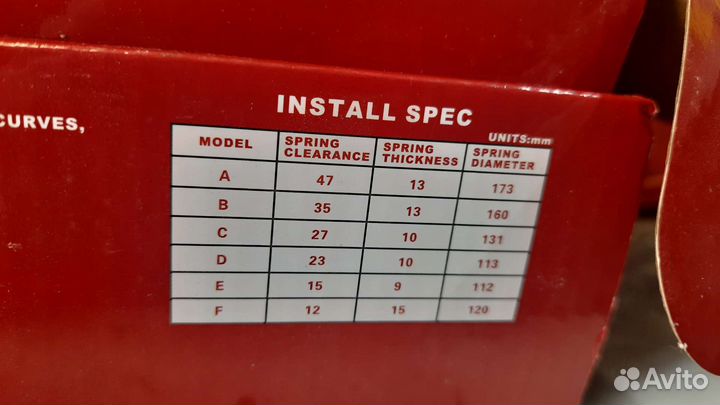 CURVES,
INSTALL SPEC
UNITS:mm
MODEL SPRING CLEARANCE SPRING THICKNESS SPRING DIAMETER
A 47 13 173
B 35 13 160
C 27 10 131
D 23 10 113
E 15 9 112
F 12 15 120
Avito